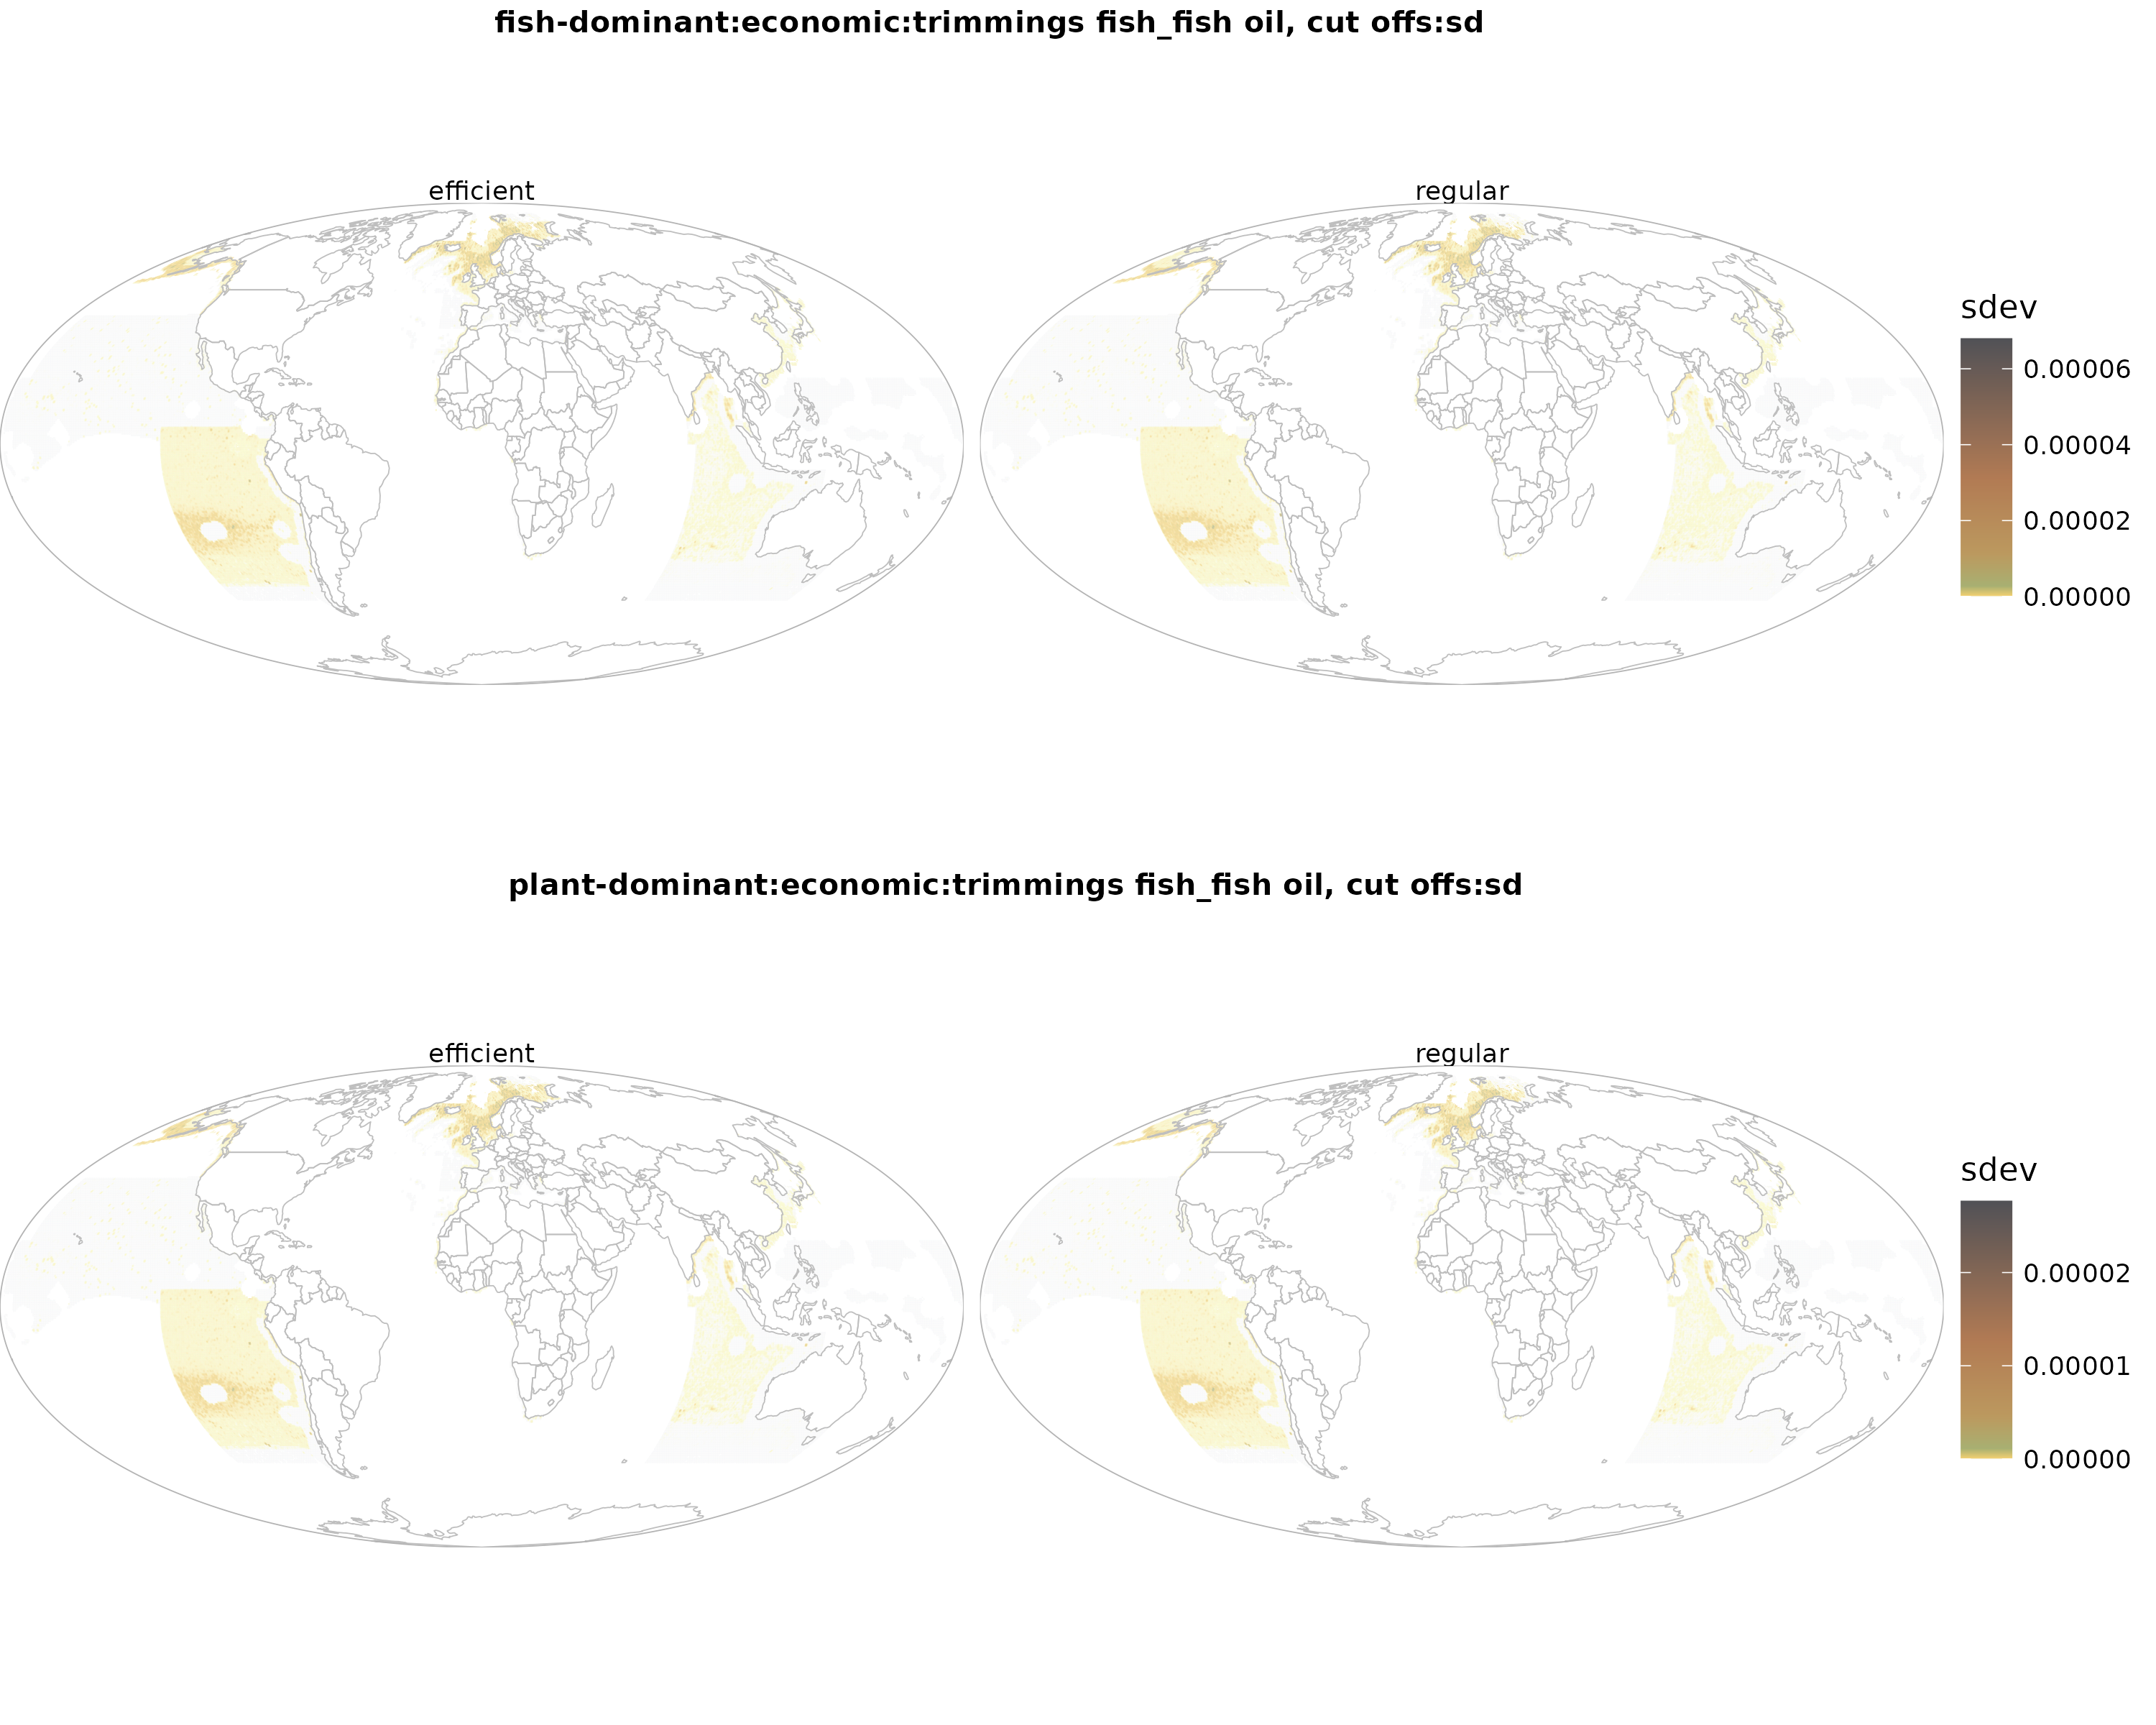 fish-dominant:economic:trimmings fish_fish oil, cut offs:sd
efficient
regular
sdev
0.00006
0.00004
0.00002
0.00000
plant-dominant:economic:trimmings fish_fish oil, cut offs:sd
efficient
regular
sdev
0.00002
0.00001
0.00000